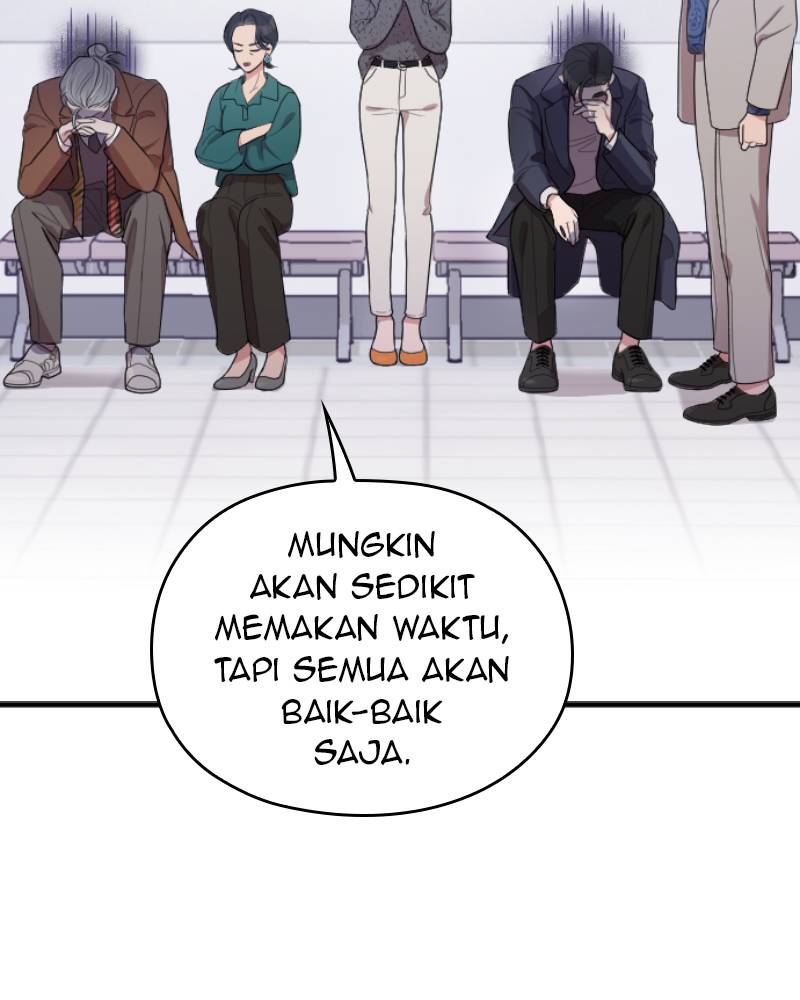 MUNGKIN
AKAN SEDIKIT
MEMAKAN WAKTU,
TAPI SEMUA AKAN
BAIK-BAIK
SAJA.